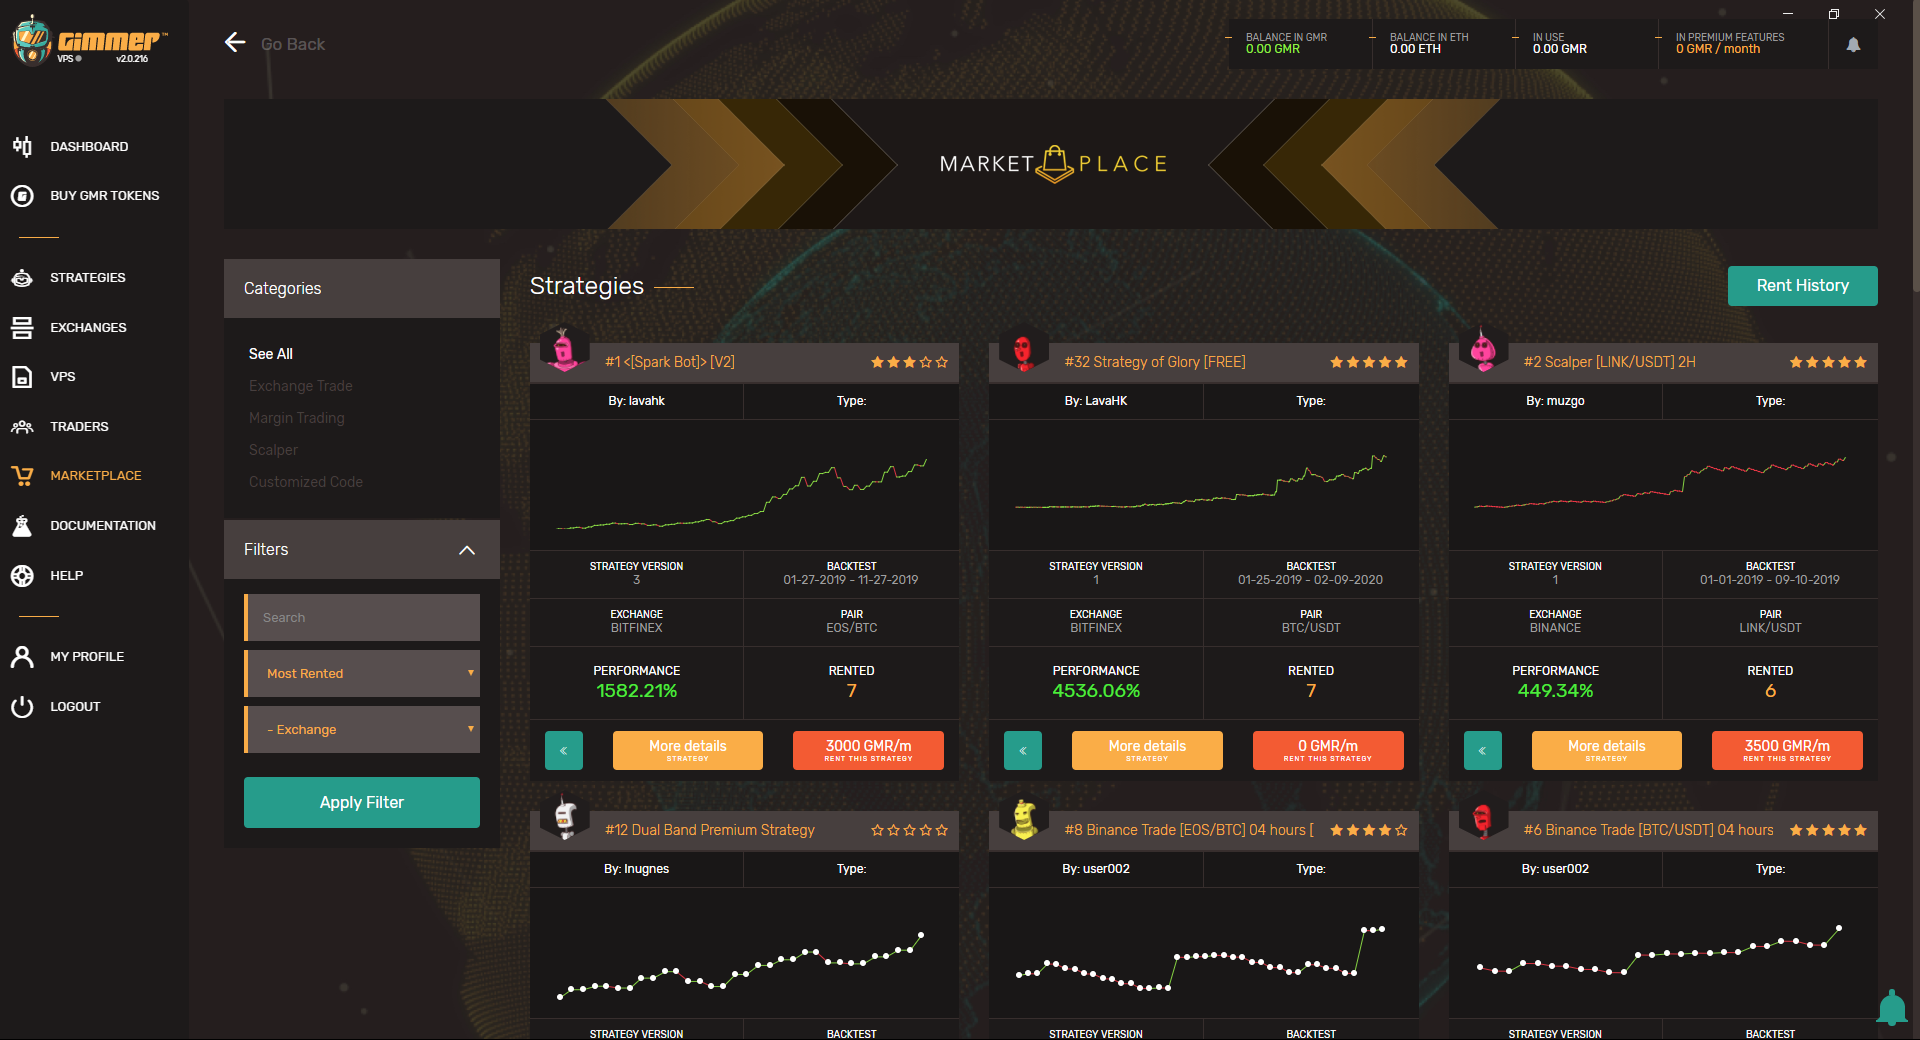 GIMMER™
VPS v2.0.216
Go Back
BALANCE IN GMR
0.00 GMR
BALANCE IN ETH
0.00 ETH
IN USE
0.00 GMR
IN PREMIUM FEATURES
0 GMR / month
DASHBOARD
BUY GMR TOKENS
STRATEGIES
EXCHANGES
VPS
TRADERS
MARKETPLACE
DOCUMENTATION
HELP
MY PROFILE
LOGOUT
MARKET PLACE
Categories
See All
Exchange Trade
Margin Trading
Scalper
Customized Code
Filters
Search
Most Rented
- Exchange
Apply Filter
Strategies
Rent History
#1 <[Spark Bot]> [V2]
By: lavahk
Type:
STRATEGY VERSION
3
BACKTEST
01-27-2019 - 11-27-2019
EXCHANGE
BITFINEX
PAIR
EOS/BTC
PERFORMANCE
1582.21%
RENTED
7
«
More details
STRATEGY
3000 GMR/m
RENT THIS STRATEGY
#32 Strategy of Glory [FREE]
By: LavaHK
Type:
STRATEGY VERSION
1
BACKTEST
01-25-2019 - 02-09-2020
EXCHANGE
BITFINEX
PAIR
BTC/USDT
PERFORMANCE
4536.06%
RENTED
7
«
More details
STRATEGY
0 GMR/m
RENT THIS STRATEGY
#2 Scalper [LINK/USDT] 2H
By: muzgo
Type:
STRATEGY VERSION
1
BACKTEST
01-01-2019 - 09-10-2019
EXCHANGE
BINANCE
PAIR
LINK/USDT
PERFORMANCE
449.34%
RENTED
6
«
More details
STRATEGY
3500 GMR/m
RENT THIS STRATEGY
#12 Dual Band Premium Strategy
By: lnugnes
Type:
STRATEGY VERSION
BACKTEST
#8 Binance Trade [EOS/BTC] 04 hours [
By: user002
Type:
STRATEGY VERSION
BACKTEST
#6 Binance Trade [BTC/USDT] 04 hours
By: user002
Type:
STRATEGY VERSION
BACKTEST